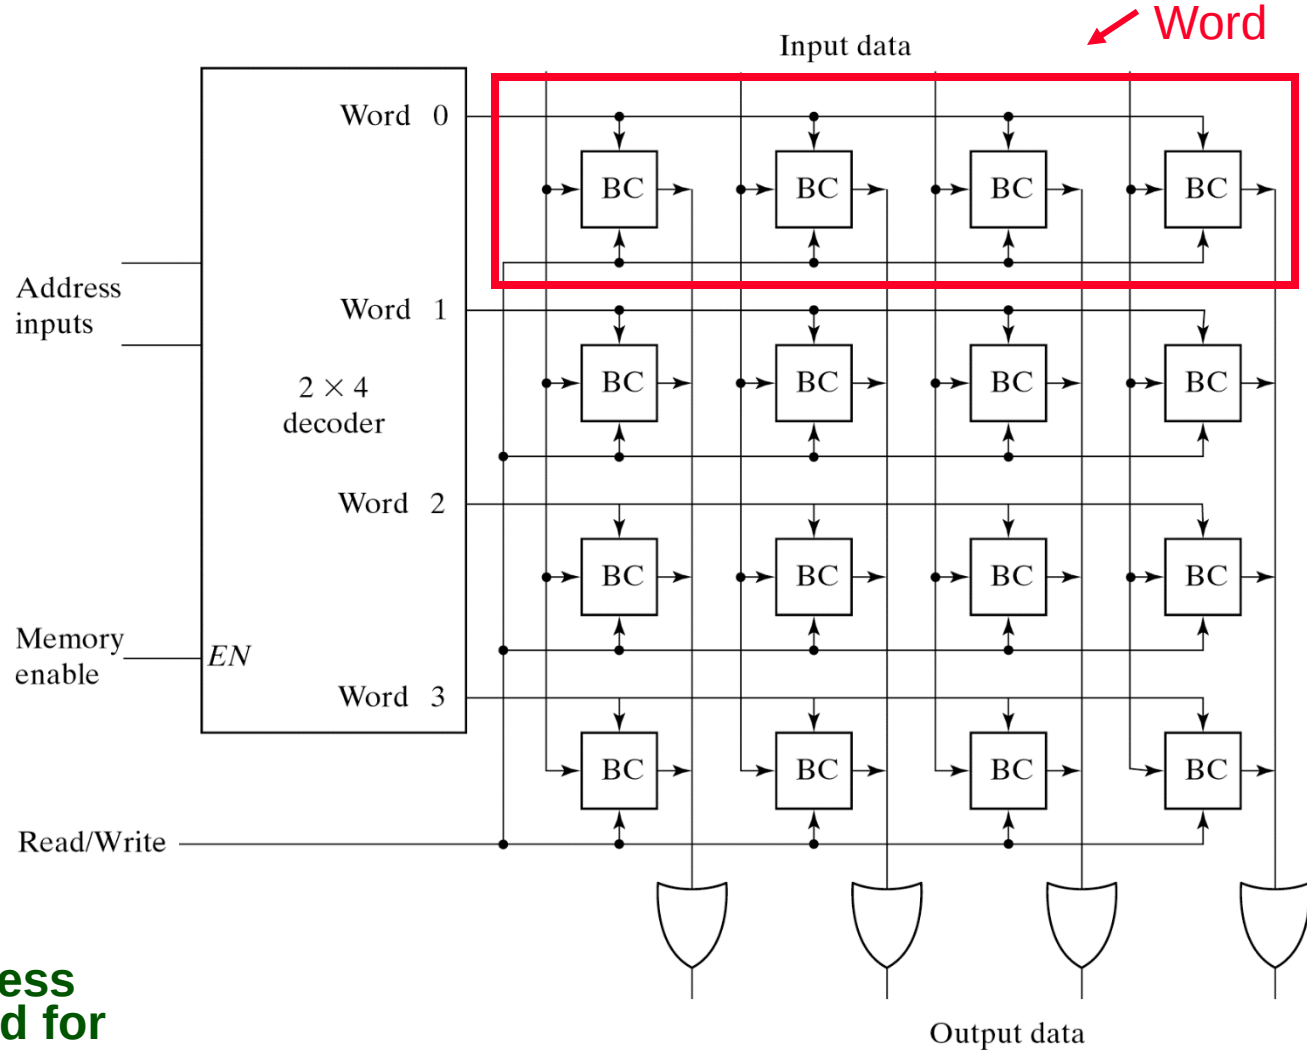 Word
Input data
Word 0
BC BC BC BC
Address
inputs
Word 1
2 × 4
decoder
BC BC BC BC
Word 2
BC BC BC BC
Memory
enable
EN
Word 3
BC BC BC BC
Read/Write
ess
d for
Output data